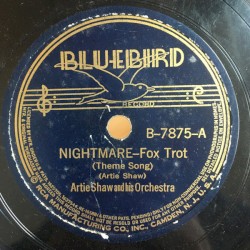 BLUEBIRD
RECORD
B-7875-A
NIGHTMARE-Fox Trot
(Theme Song)
(Artie Shaw)
Artie Shaw and his Orchestra
RCA MANUFACTURING CO., INC. CAMDEN, N. J., U. S. A.